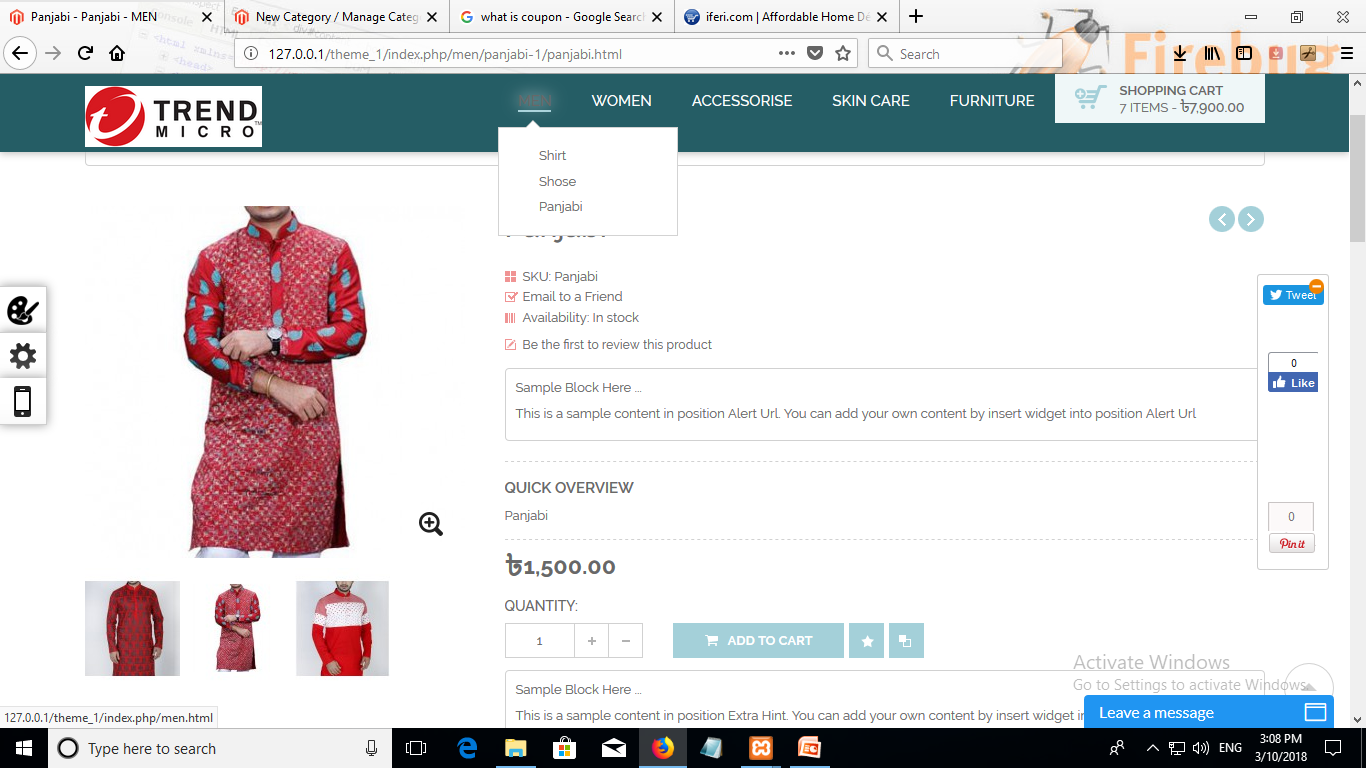 Panjabi - Panjabi - MEN
New Category / Manage Categ
what is coupon - Google Searc
iferi.com | Affordable Home De
127.0.0.1/theme_1/index.php/men/panjabi-1/panjabi.html
Search
Firebug
TREND
MICRO
TM
MEN
WOMEN
ACCESSORISE
SKIN CARE
FURNITURE
SHOPPING CART
7 ITEMS - ৳7,900.00
Shirt
Shose
Panjabi
Panjabi
SKU: Panjabi
Email to a Friend
Availability: In stock
Be the first to review this product
Tweet
0
Like
Sample Block Here ...
This is a sample content in position Alert Url. You can add your own content by insert widget into position Alert Url
QUICK OVERVIEW
Panjabi
0
Pin it
৳1,500.00
QUANTITY:
1
ADD TO CART
Sample Block Here ...
This is a sample content in position Extra Hint. You can add your own content by insert widget in
Activate Windows
Go to Settings to activate Windows.
Leave a message
127.0.0.1/theme_1/index.php/men.html
Type here to search
ENG
3:08 PM
3/10/2018